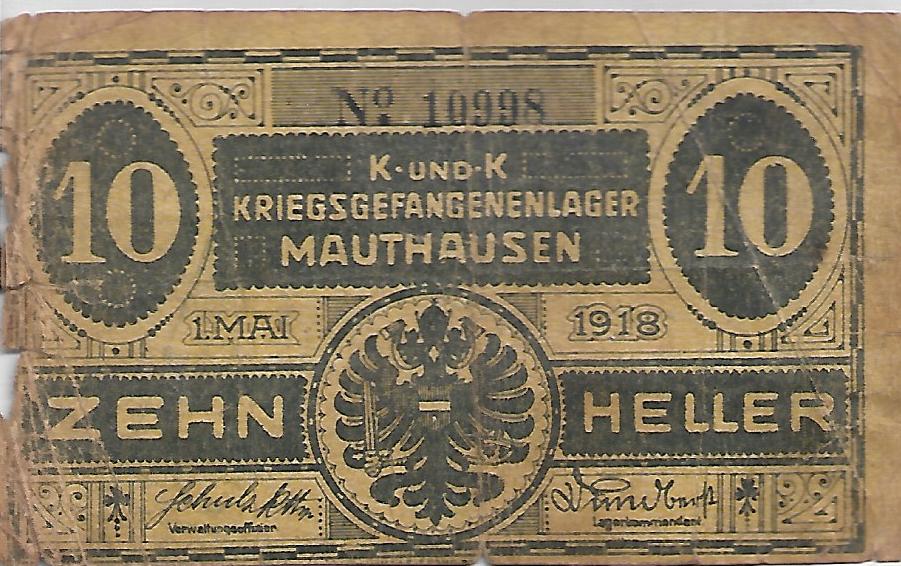 Nº 10998
10
K·UND·K
10
KRIEGSGEFANGENENLAGER
MAUTHAUSEN
1. MAI
1918
ZEHN
HELLER
Verwaltungsoffizier
Lagerkommandant